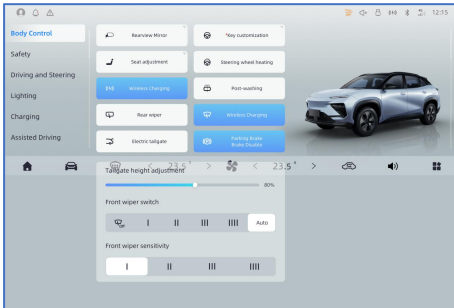 12:15
Body Control
Safety
Driving and Steering
Lighting
Charging
Assisted Driving
Rearview Mirror
"Key customization
Seat adjustment
Steering wheel heating
Wireless Charging
Post-washing
Rear wiper
Wireless Charging
Electric tailgate
Parking Brake
Brake Disable
< 23.5° > < 23.5° >
Tailgate height adjustment
80%
Front wiper switch
OFF I II III IIII Auto
Front wiper sensitivity
I II III IIII